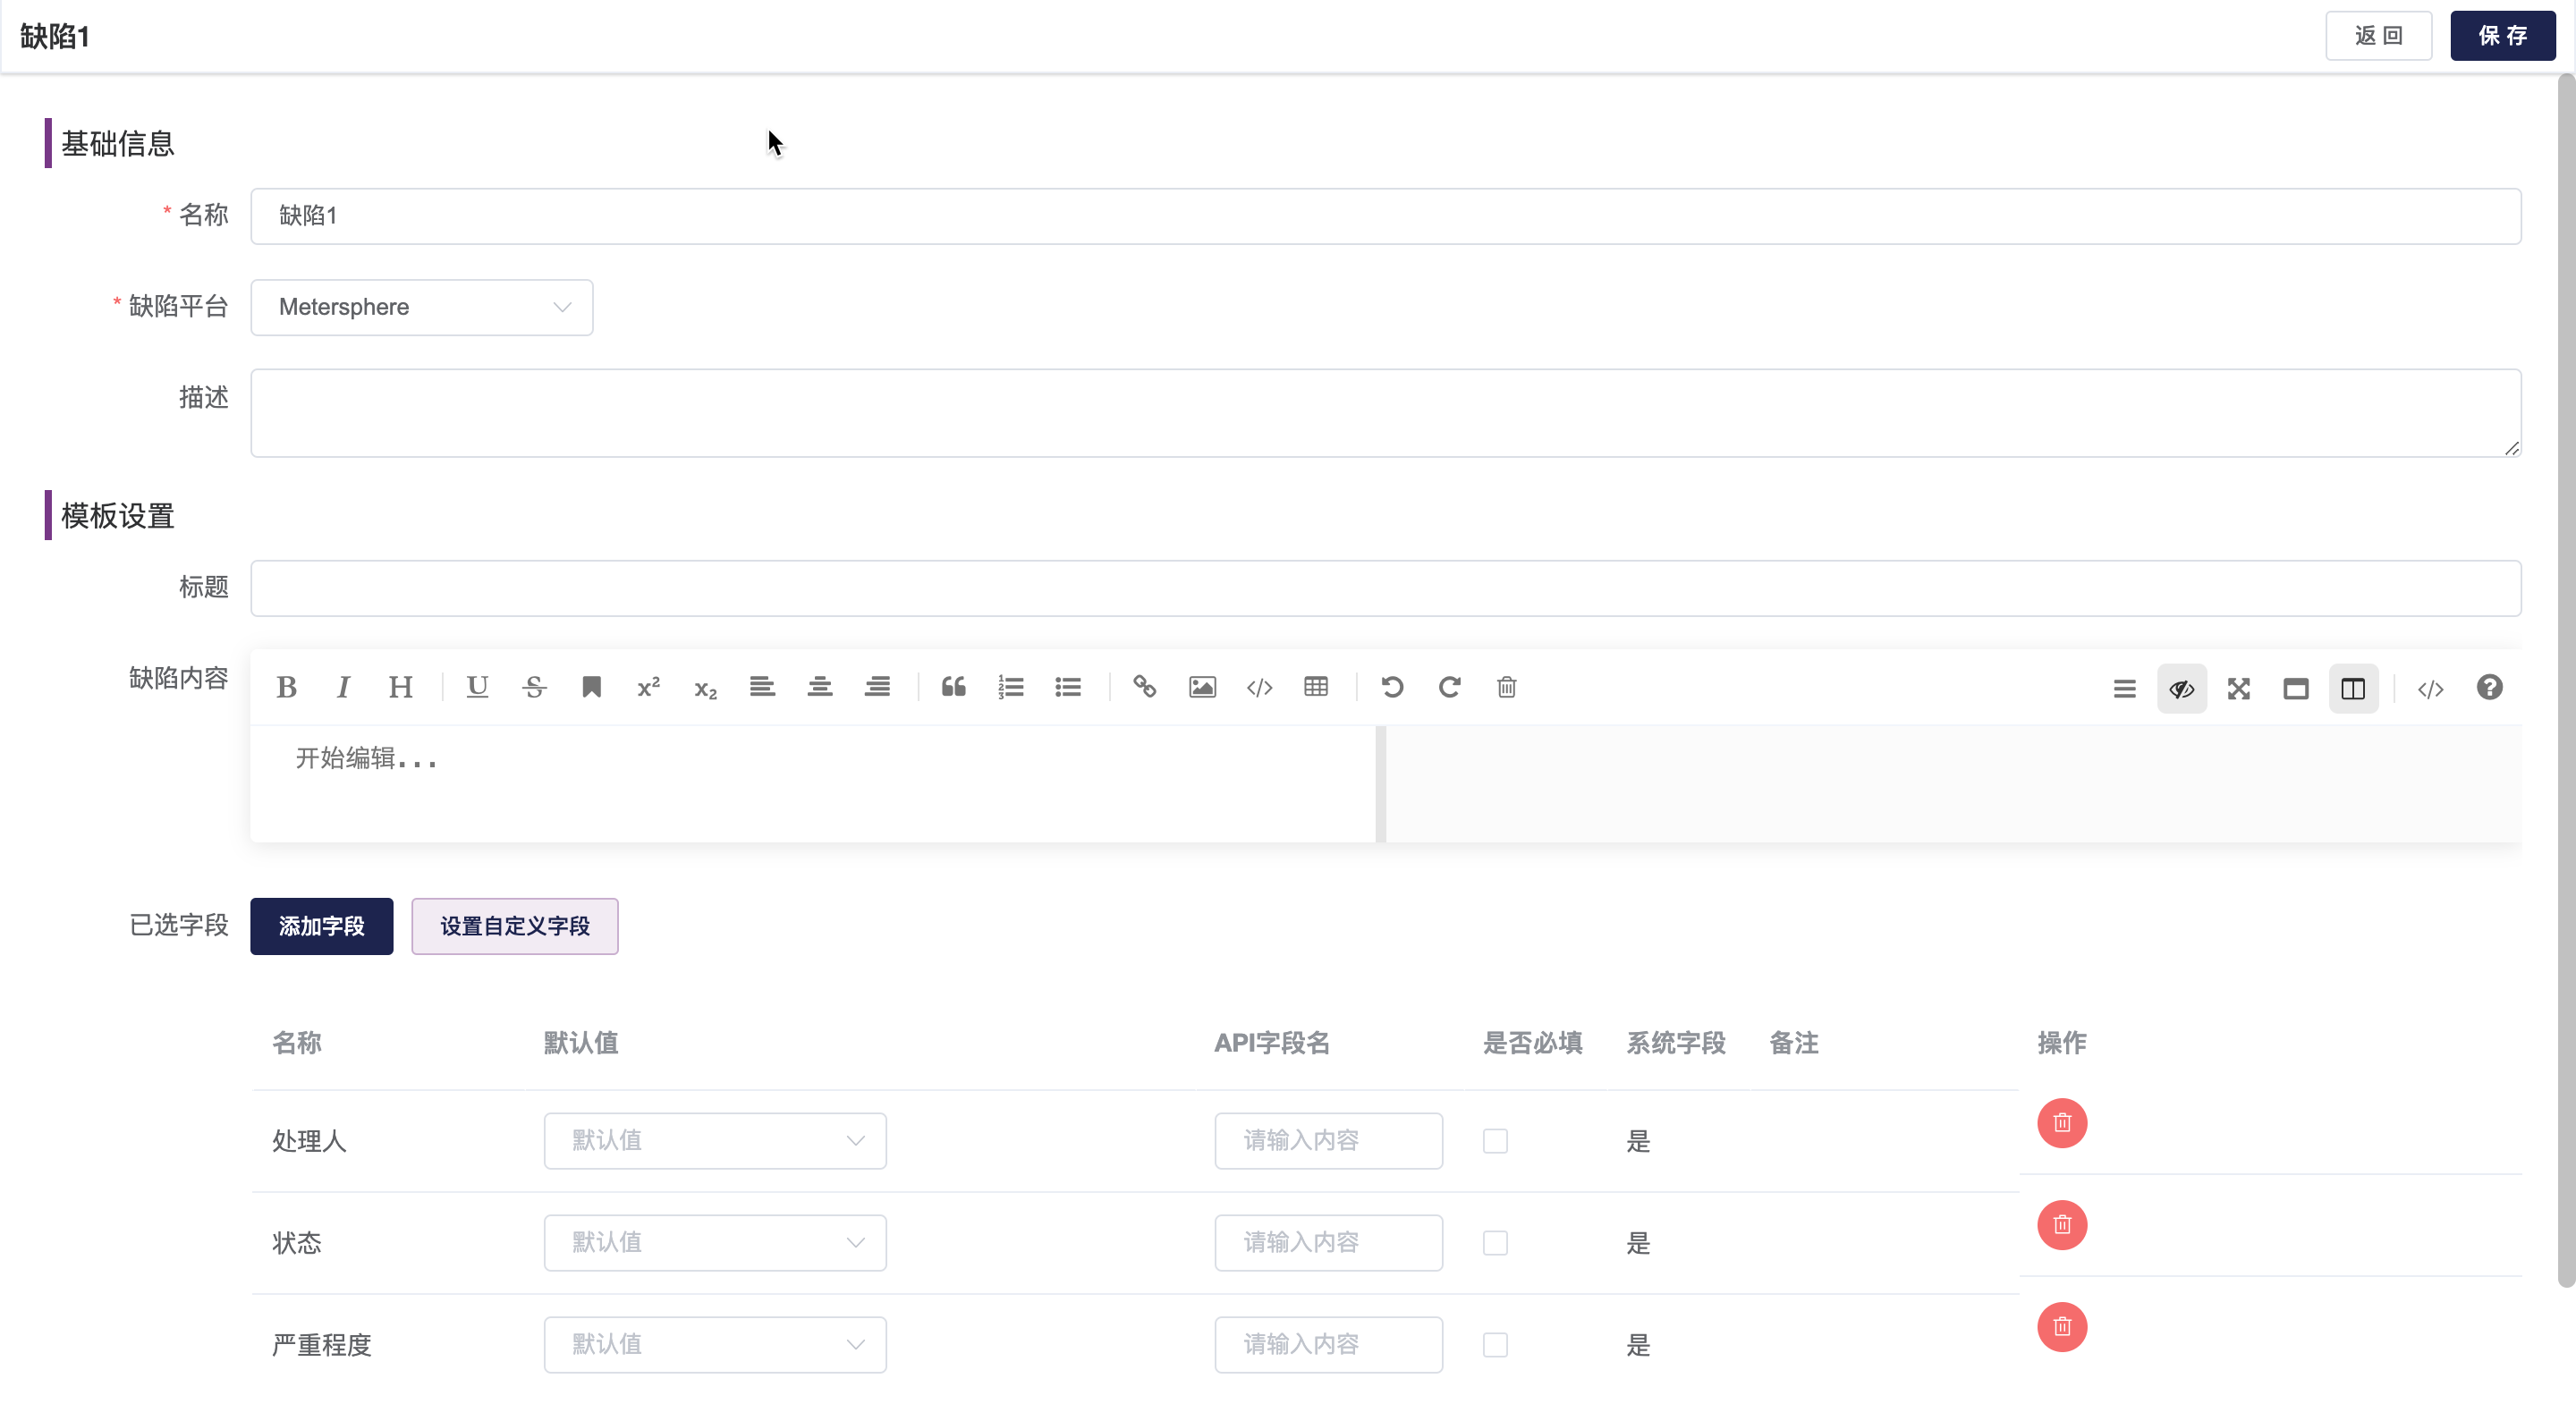 缺陷1
返 回
保 存
基础信息
* 名称
缺陷1
* 缺陷平台
Metersphere
描述
模板设置
标题
缺陷内容
B I H U S x² x₂
开始编辑...
已选字段
添加字段
设置自定义字段
名称 默认值 API字段名 是否必填 系统字段 备注 操作
处理人 默认值 请输入内容 是
状态 默认值 请输入内容 是
严重程度 默认值 请输入内容 是